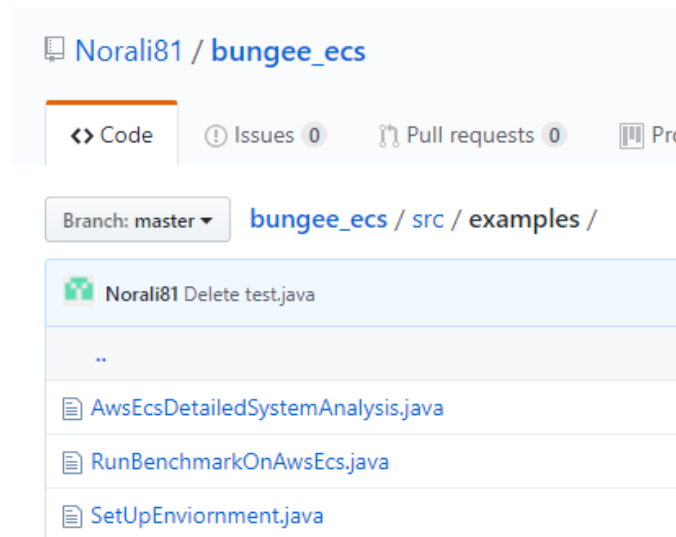 Norali81 / bungee_ecs
Code Issues 0 Pull requests 0
Branch: master bungee_ecs / src / examples /
Norali81 Delete test.java
..
AwsEcsDetailedSystemAnalysis.java
RunBenchmarkOnAwsEcs.java
SetUpEnviornment.java